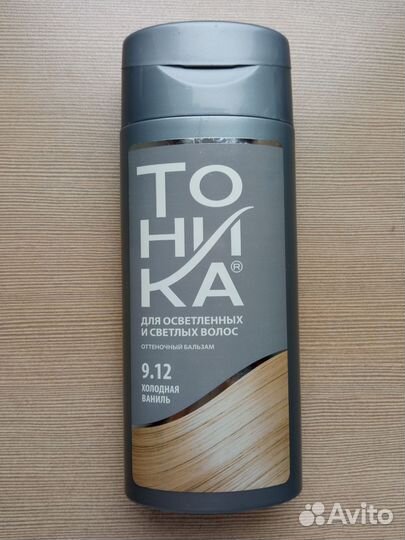 ТО
НИ
КА®
ДЛЯ ОСВЕТЛЕННЫХ
И СВЕТЛЫХ ВОЛОС
ОТТЕНОЧНЫЙ БАЛЬЗАМ
9.12
ХОЛОДНАЯ
ВАНИЛЬ
Avito